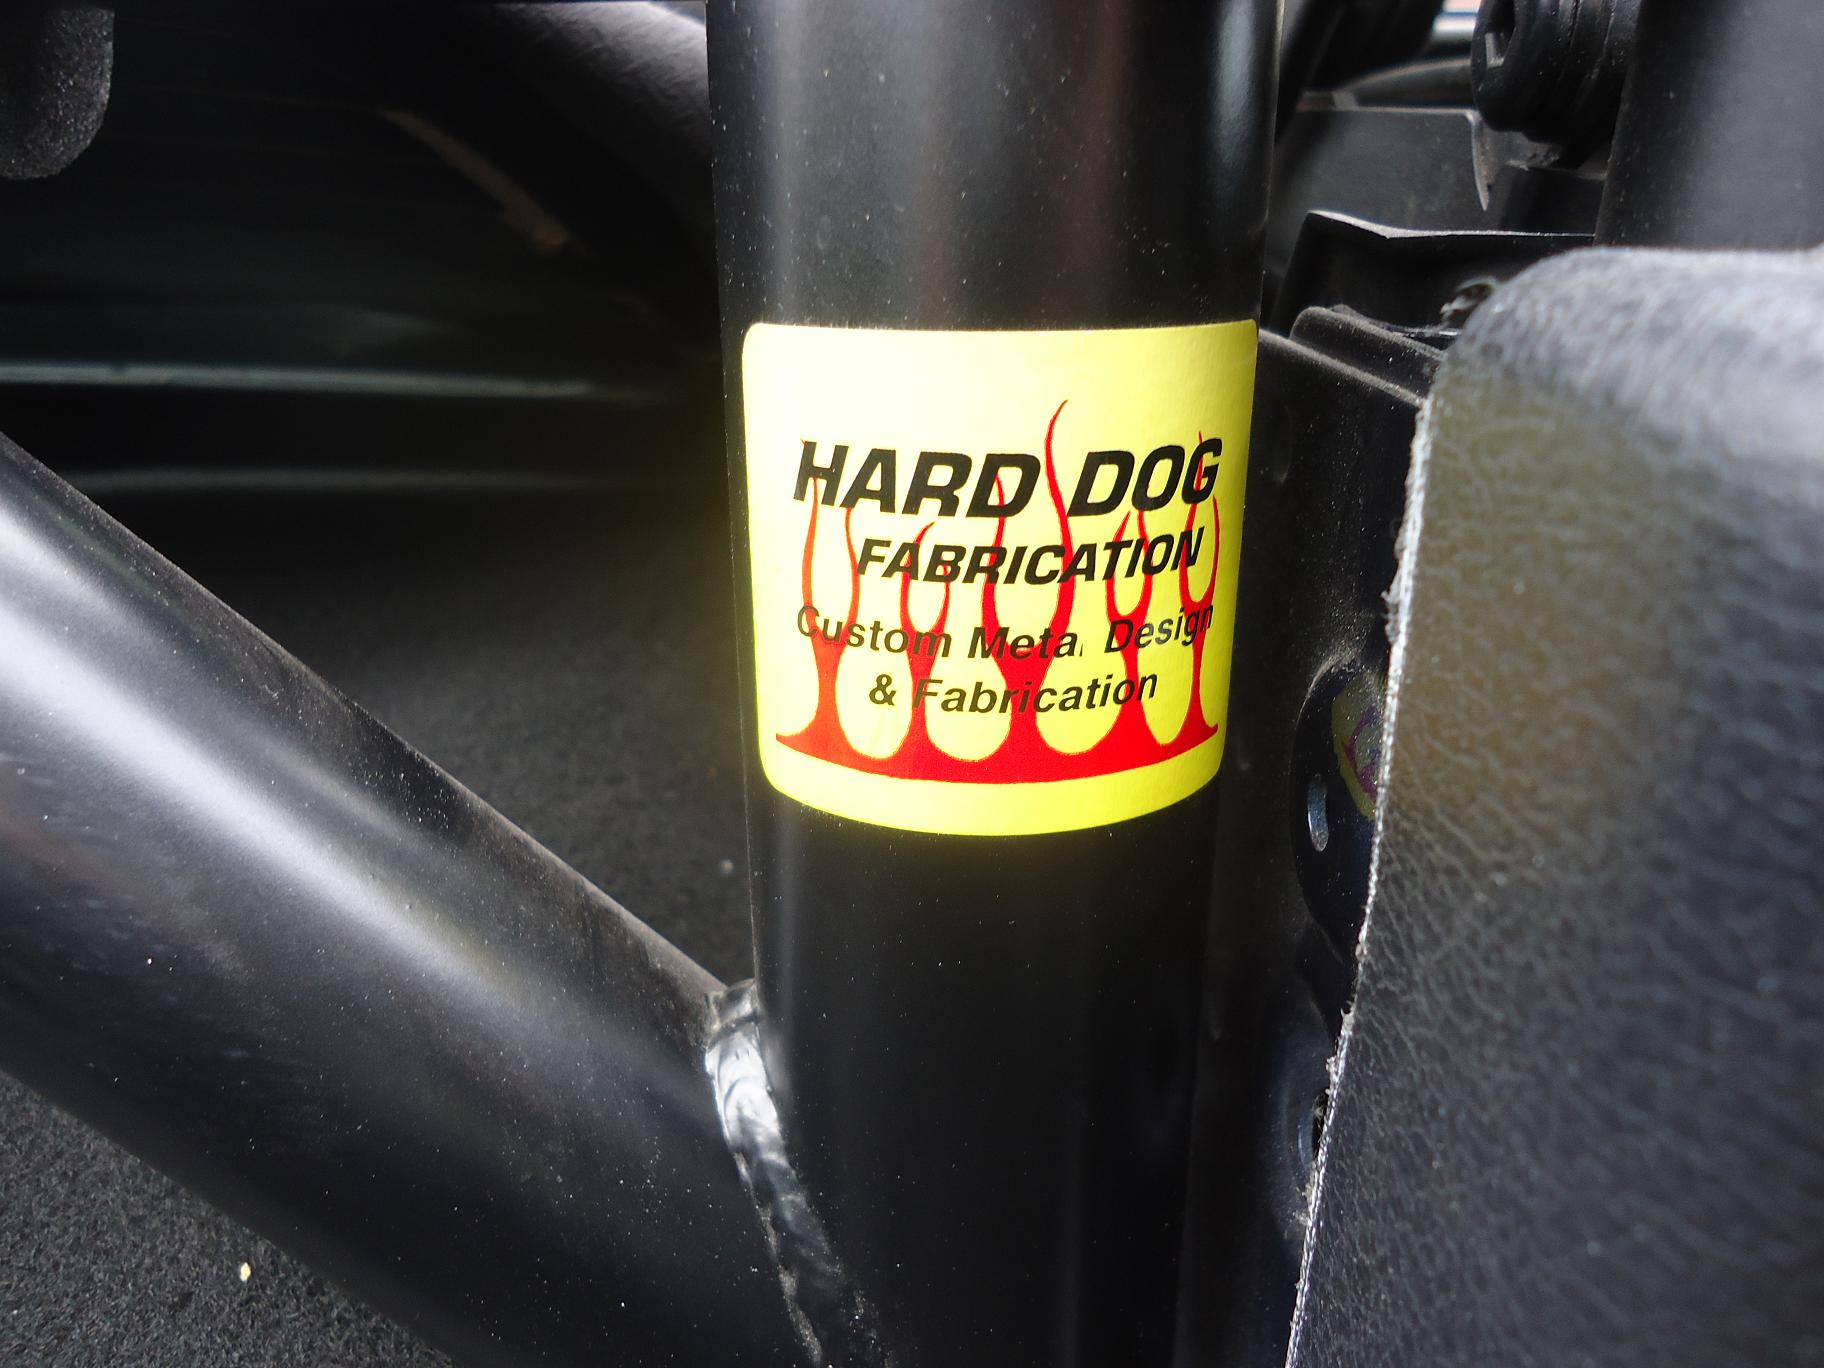 HARD DOG
FABRICATION
Custom Metal Design
& Fabrication